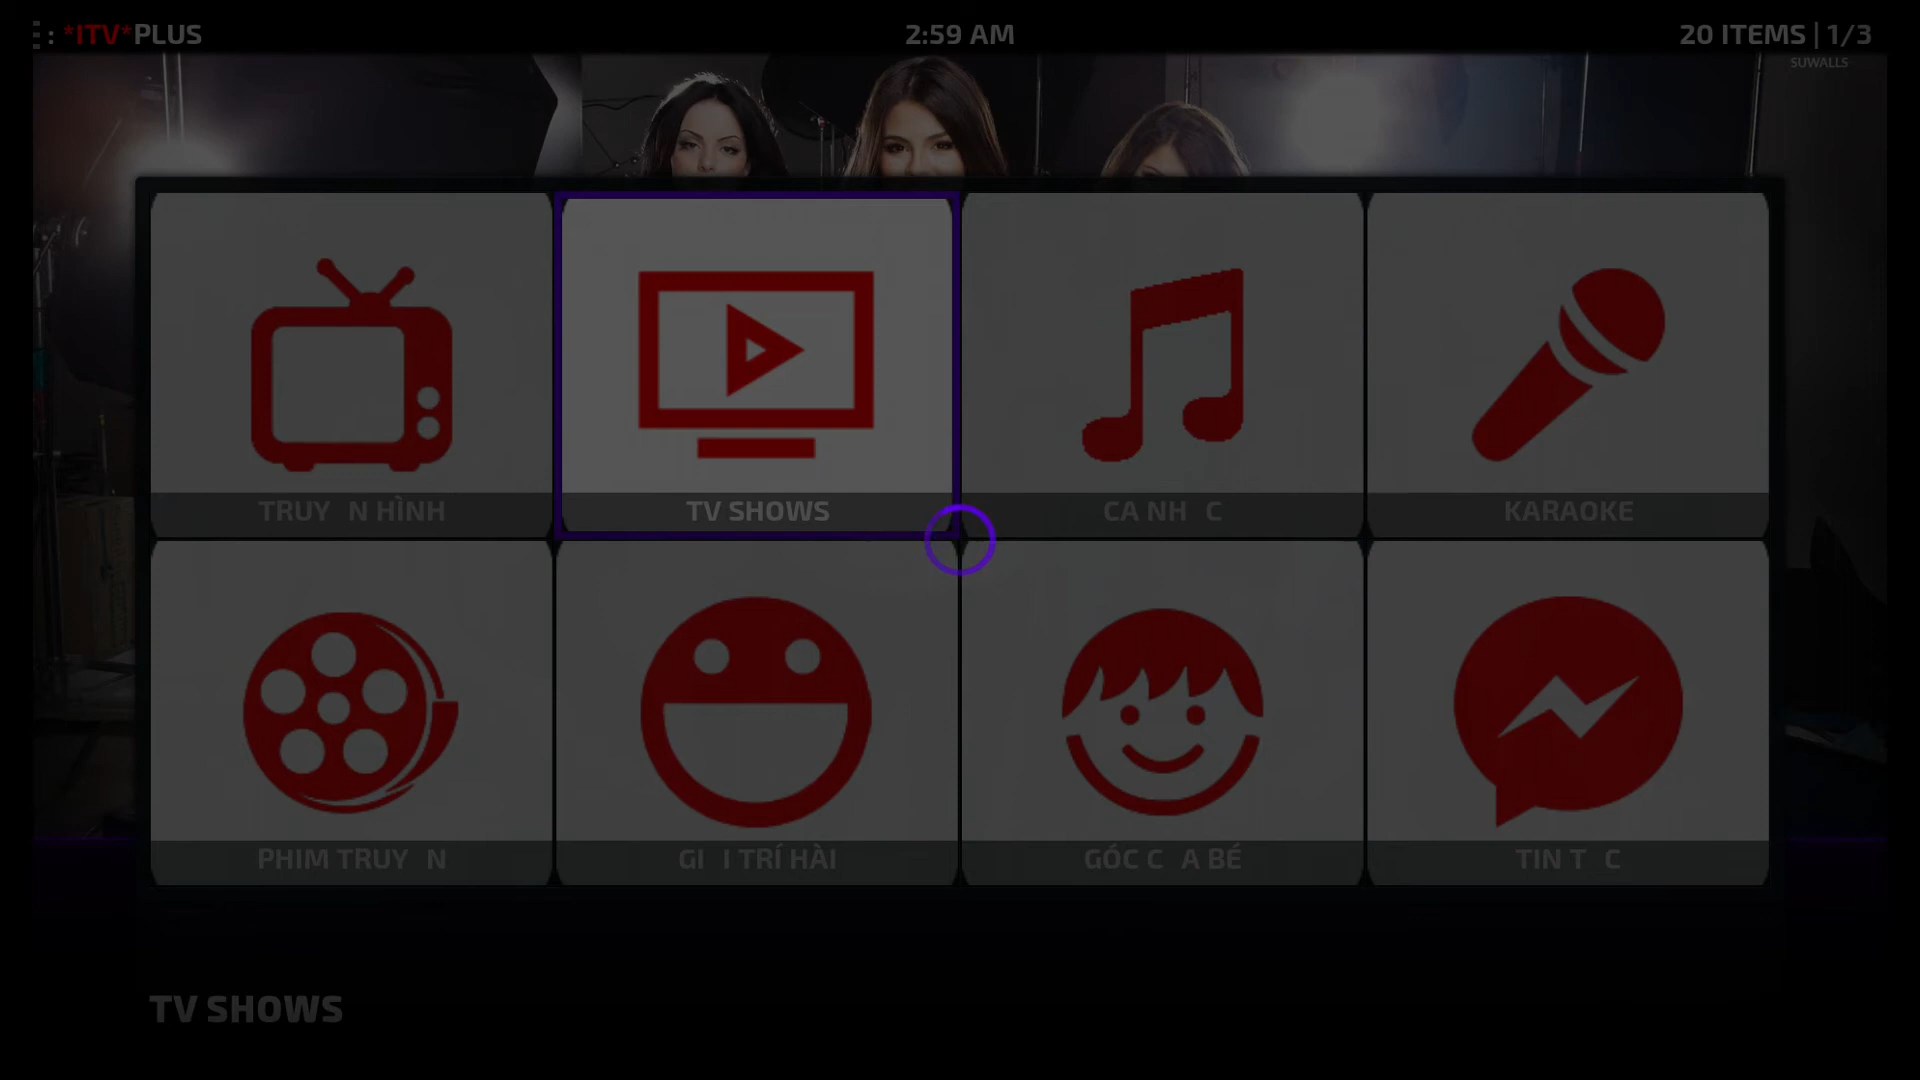 : *ITV*PLUS
2:59 AM
20 ITEMS | 1/3
SUWALLS
TRUY N HÌNH
TV SHOWS
CA NH C
KARAOKE
PHIM TRUY N
GI I TRÍ HÀI
GÓC C A BÉ
TIN T C
TV SHOWS